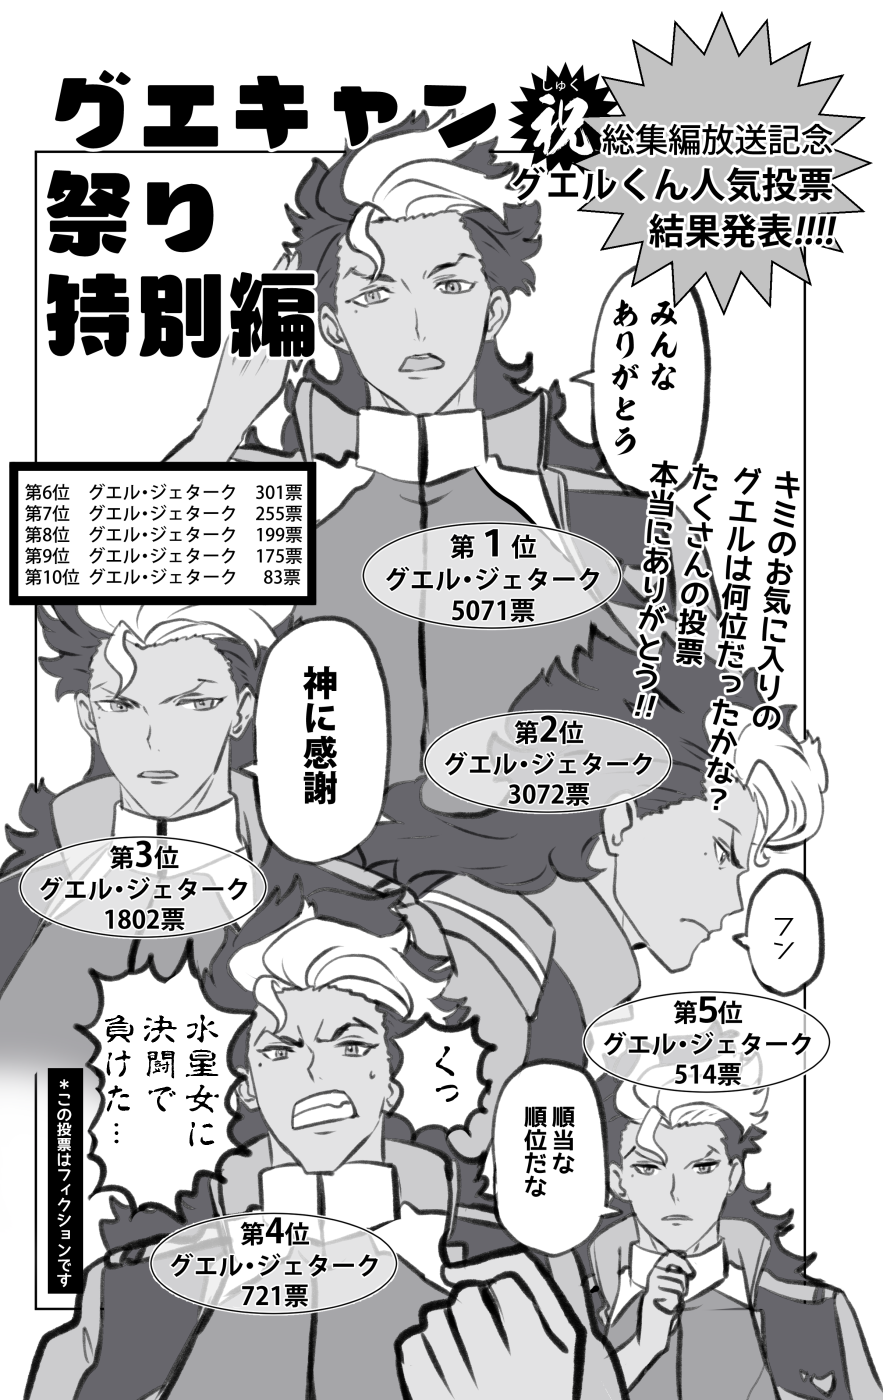 グエキャン
祭り
特別編
しゅく
祝
総集編放送記念
グエルくん人気投票
結果発表!!!!
みんな
ありがとう
キミのお気に入りの
グエルは何位だったかな?
たくさんの投票
本当にありがとう!!
第1位
グエル・ジェターク
5071票
第6位 グエル・ジェターク 301票
第7位 グエル・ジェターク 255票
第8位 グエル・ジェターク 199票
第9位 グエル・ジェターク 175票
第10位 グエル・ジェターク 83票
第2位
グエル・ジェターク
3072票
フン
神に感謝
第3位
グエル・ジェターク
1802票
第5位
グエル・ジェターク
514票
順当な
順位だな
くっ
水星女に
決闘で
負けた…
第4位
グエル・ジェターク
721票
*この投票はフィクションです